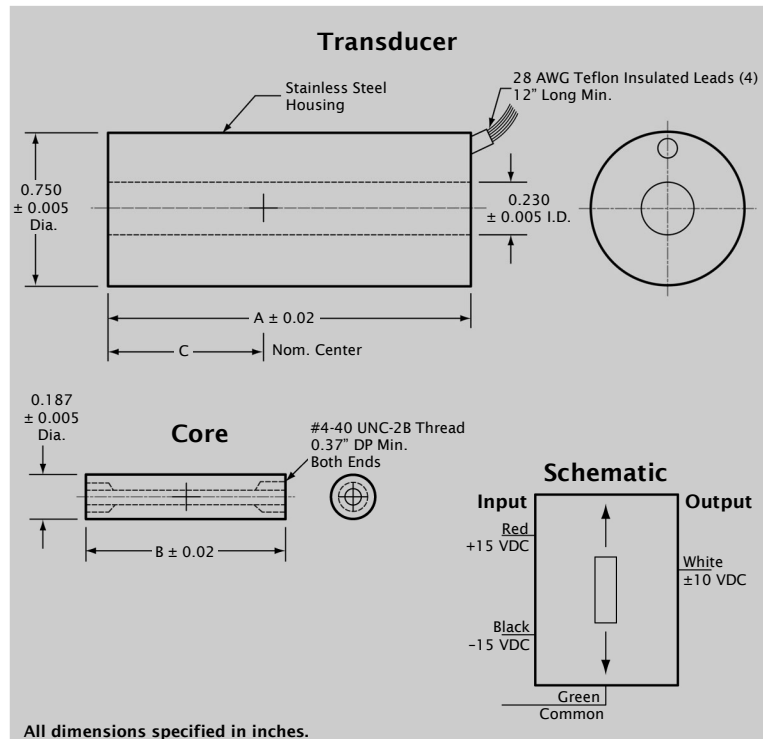 Transducer
Stainless Steel
Housing
28 AWG Teflon Insulated Leads (4)
12” Long Min.
0.750
± 0.005
Dia.
0.230
± 0.005 I.D.
A ± 0.02
C
Nom. Center
0.187
± 0.005
Dia.
Core
#4-40 UNC-2B Thread
0.37” DP Min.
Both Ends
B ± 0.02
Schematic
Input
Output
Red
+15 VDC
White
±10 VDC
Black
–15 VDC
Green
Common
All dimensions specified in inches.